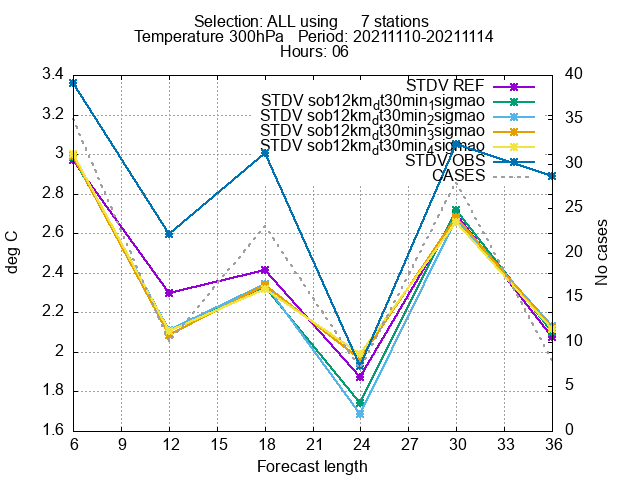 Selection: ALL using 7 stations
Temperature 300hPa Period: 20211110-20211114
Hours: 06
STDV REF
STDV sob12km_dt30min_1sigmao
STDV sob12km_dt30min_2sigmao
STDV sob12km_dt30min_3sigmao
STDV sob12km_dt30min_4sigmao
STDV OBS
CASES
3.4
3.2
3
2.8
2.6
2.4
2.2
2
1.8
1.6
deg C
40
35
30
25
20
15
10
5
0
No cases
6 9 12 15 18 21 24 27 30 33 36
Forecast length